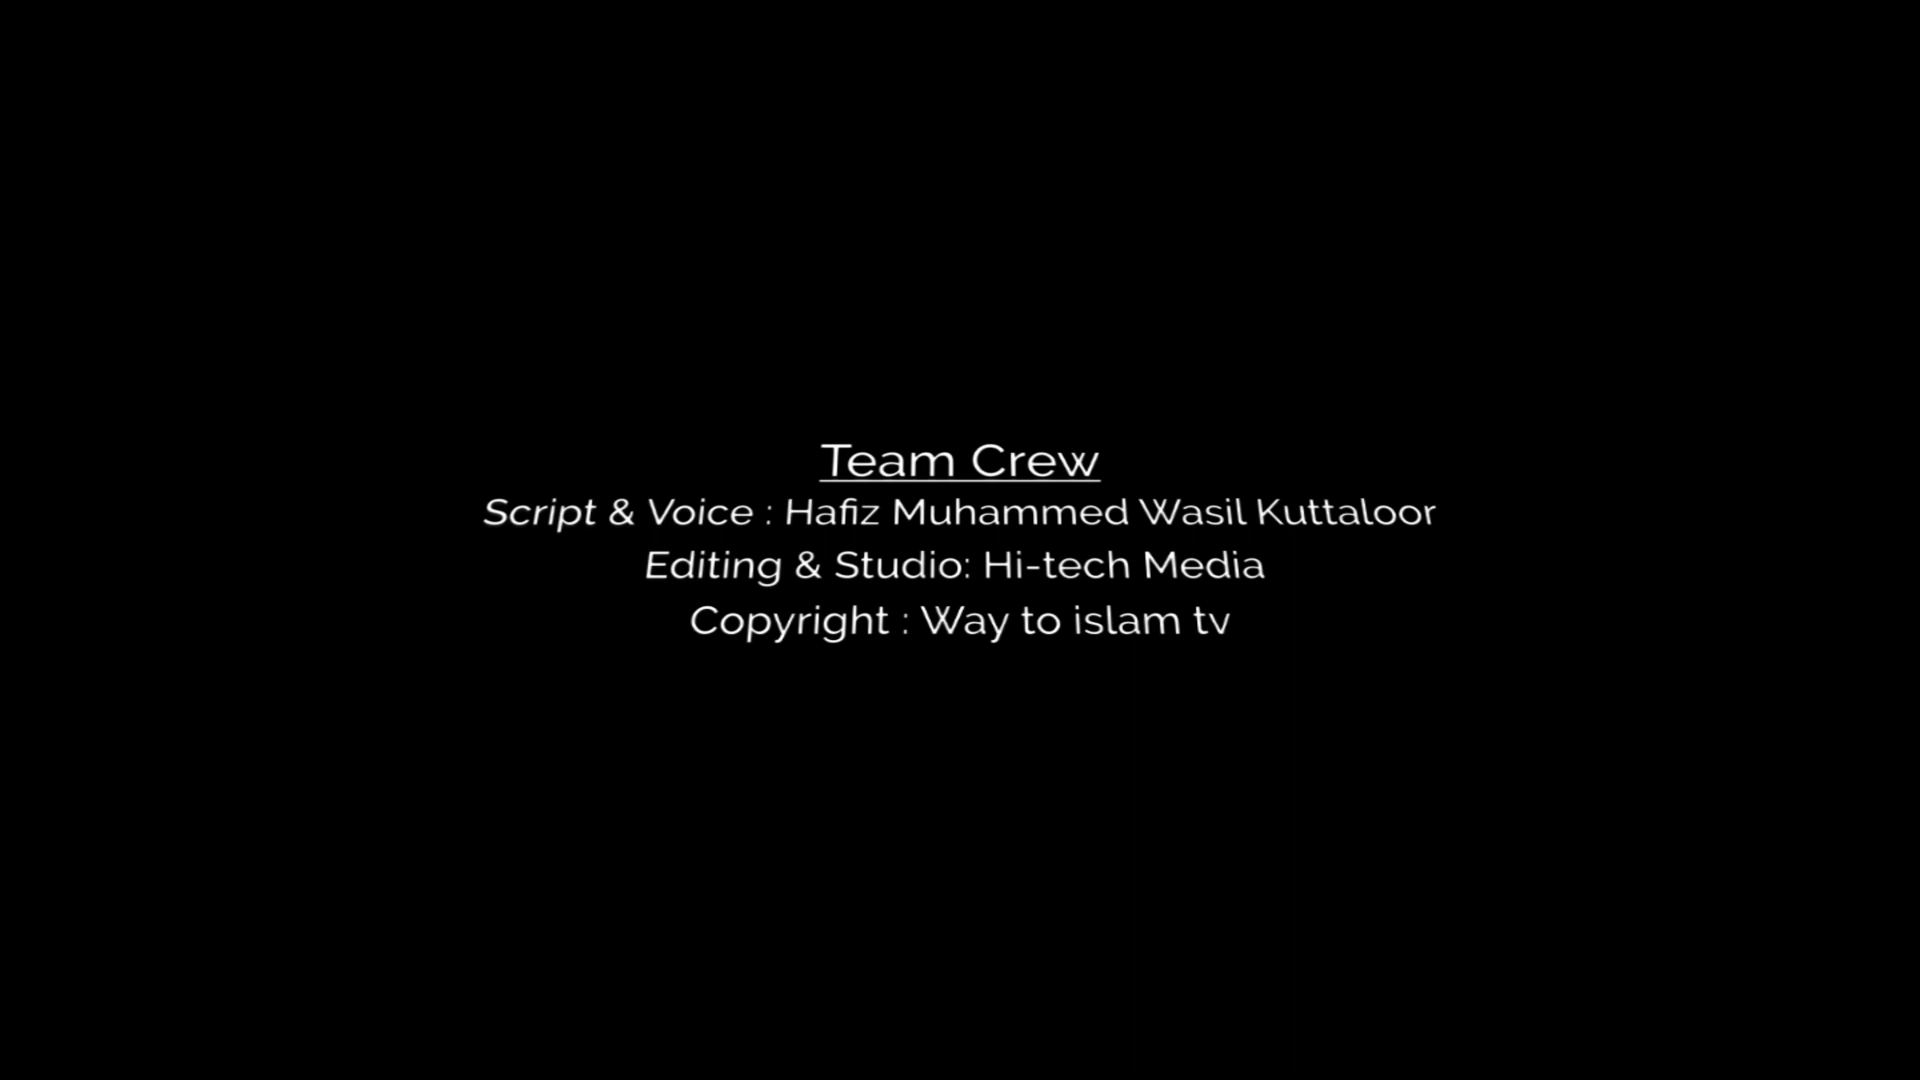 Team Crew
Script & Voice : Hafiz Muhammed Wasil Kuttaloor
Editing & Studio: Hi-tech Media
Copyright : Way to islam tv